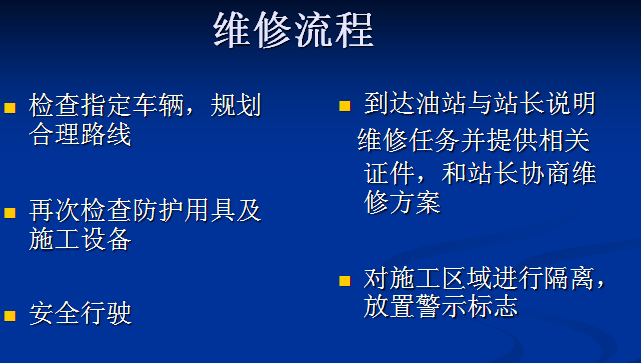 维修流程
检查指定车辆，规划
合理路线
再次检查防护用具及
施工设备
安全行驶
到达油站与站长说明
维修任务并提供相关
证件，和站长协商维
修方案
对施工区域进行隔离，
放置警示标志